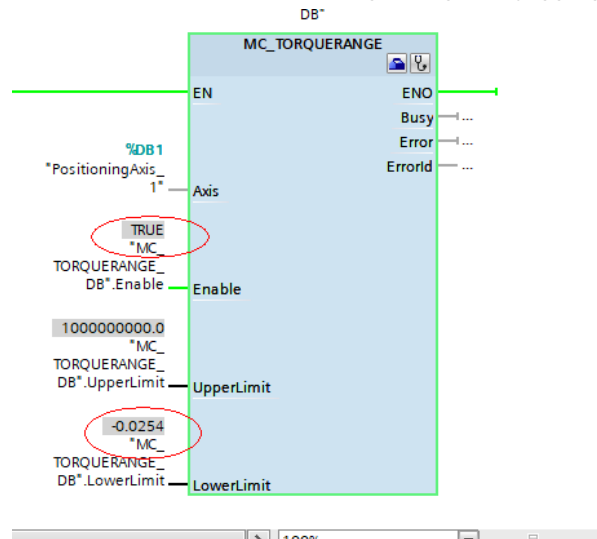 DB"
MC_TORQUERANGE
EN
ENO
Busy
...
Error
...
ErrorId
...
%DB1
"PositioningAxis_
1"
Axis
TRUE
"MC_
TORQUERANGE_
DB".Enable
Enable
1000000000.0
"MC_
TORQUERANGE_
DB".UpperLimit
UpperLimit
-0.0254
"MC_
TORQUERANGE_
DB".LowerLimit
LowerLimit
100%